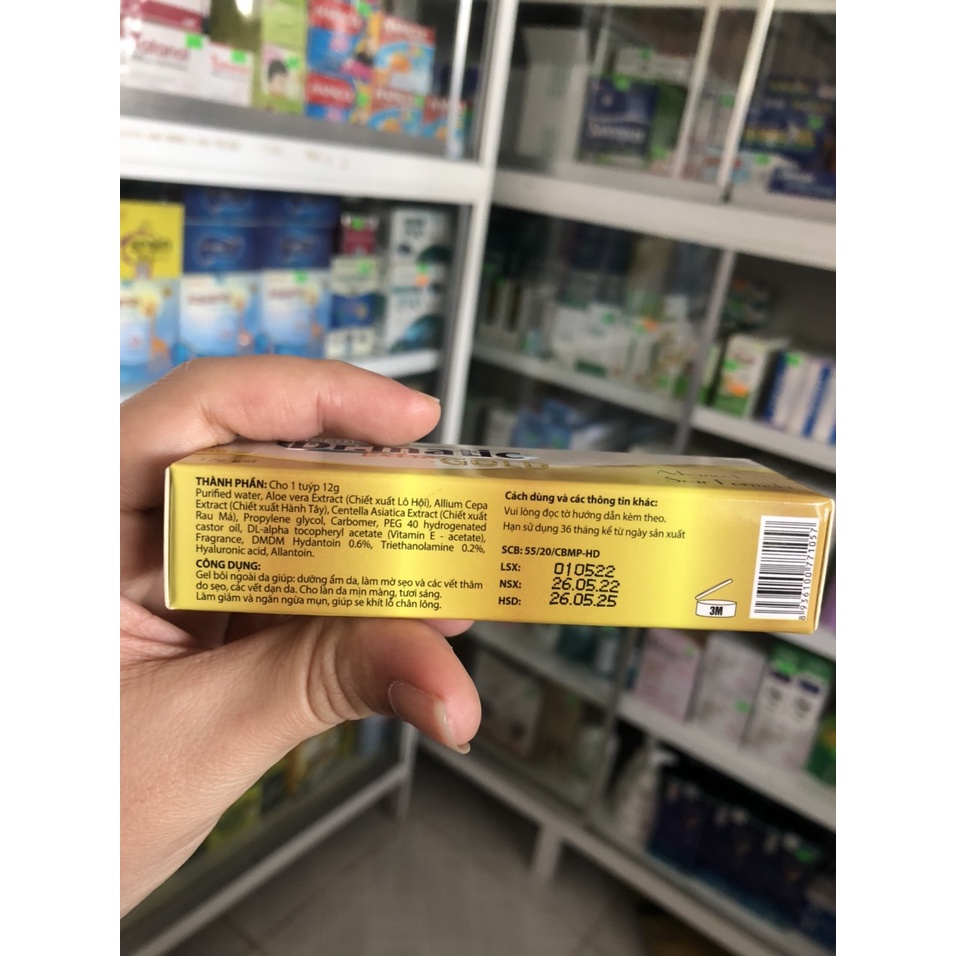 GOLD
THÀNH PHẦN: Cho 1 tuýp 12g
Purified water, Aloe vera Extract (Chiết xuất Lô Hội), Allium Cepa
Extract (Chiết xuất Hành Tây), Centella Asiatica Extract (Chiết xuất
Rau Má), Propylene glycol, Carbomer, PEG 40 hydrogenated
castor oil, DL-alpha tocopheryl acetate (Vitamin E - acetate),
Fragrance, DMDM Hydantoin 0.6%, Triethanolamine 0.2%,
Hyaluronic acid, Allantoin.
CÔNG DỤNG:
Gel bôi ngoài da giúp: dưỡng ẩm da, làm mờ sẹo và các vết thâm
do sẹo, các vết dạn da. Cho làn da mịn màng, tươi sáng.
Làm giảm và ngăn ngừa mụn, giúp se khít lỗ chân lông.
Cách dùng và các thông tin khác:
Vui lòng đọc tờ hướng dẫn kèm theo.
Hạn sử dụng 36 tháng kể từ ngày sản xuất
SCB: 55/20/CBMP-HD
LSX: 010522
NSX: 26.05.22
HSD: 26.05.25
3M
8936100771057